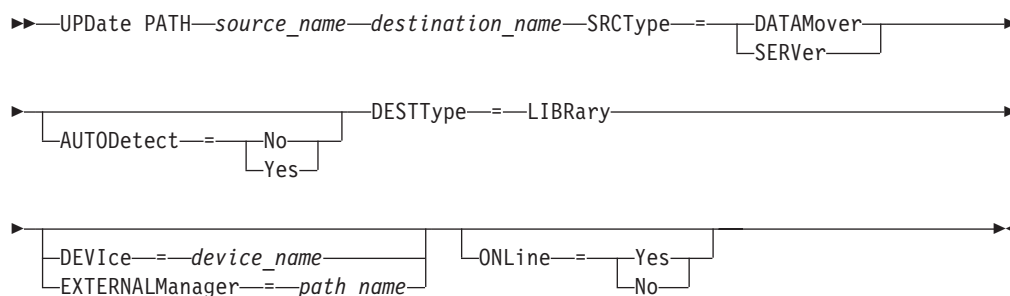 UPDate PATH source_name destination_name SRCType = DATAMover
SERVer
AUTODetect = No
Yes
DESTType = LIBRary
DEVIce = device_name
EXTERNALManager = path_name
ONLine = Yes
No